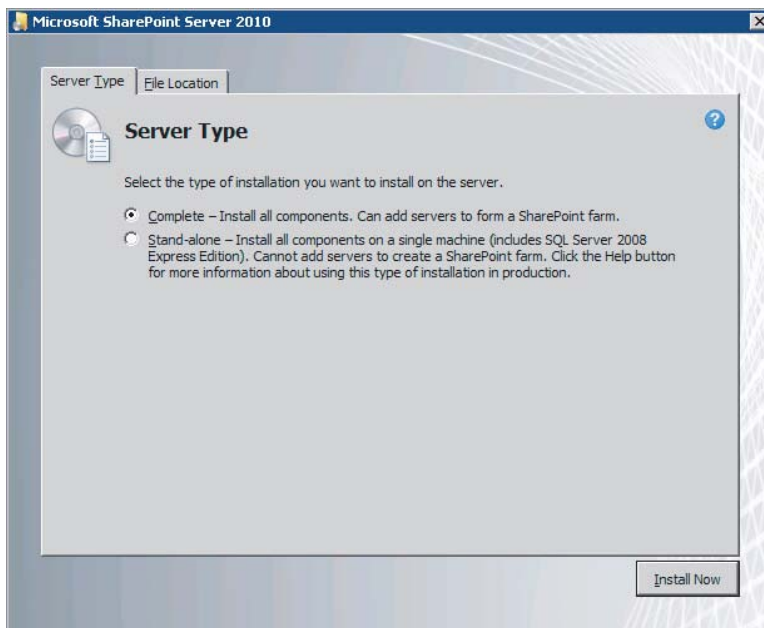 Microsoft SharePoint Server 2010
Server Type
File Location
Server Type
Select the type of installation you want to install on the server.
Complete – Install all components. Can add servers to form a SharePoint farm.
Stand-alone – Install all components on a single machine (includes SQL Server 2008
Express Edition). Cannot add servers to create a SharePoint farm. Click the Help button
for more information about using this type of installation in production.
Install Now